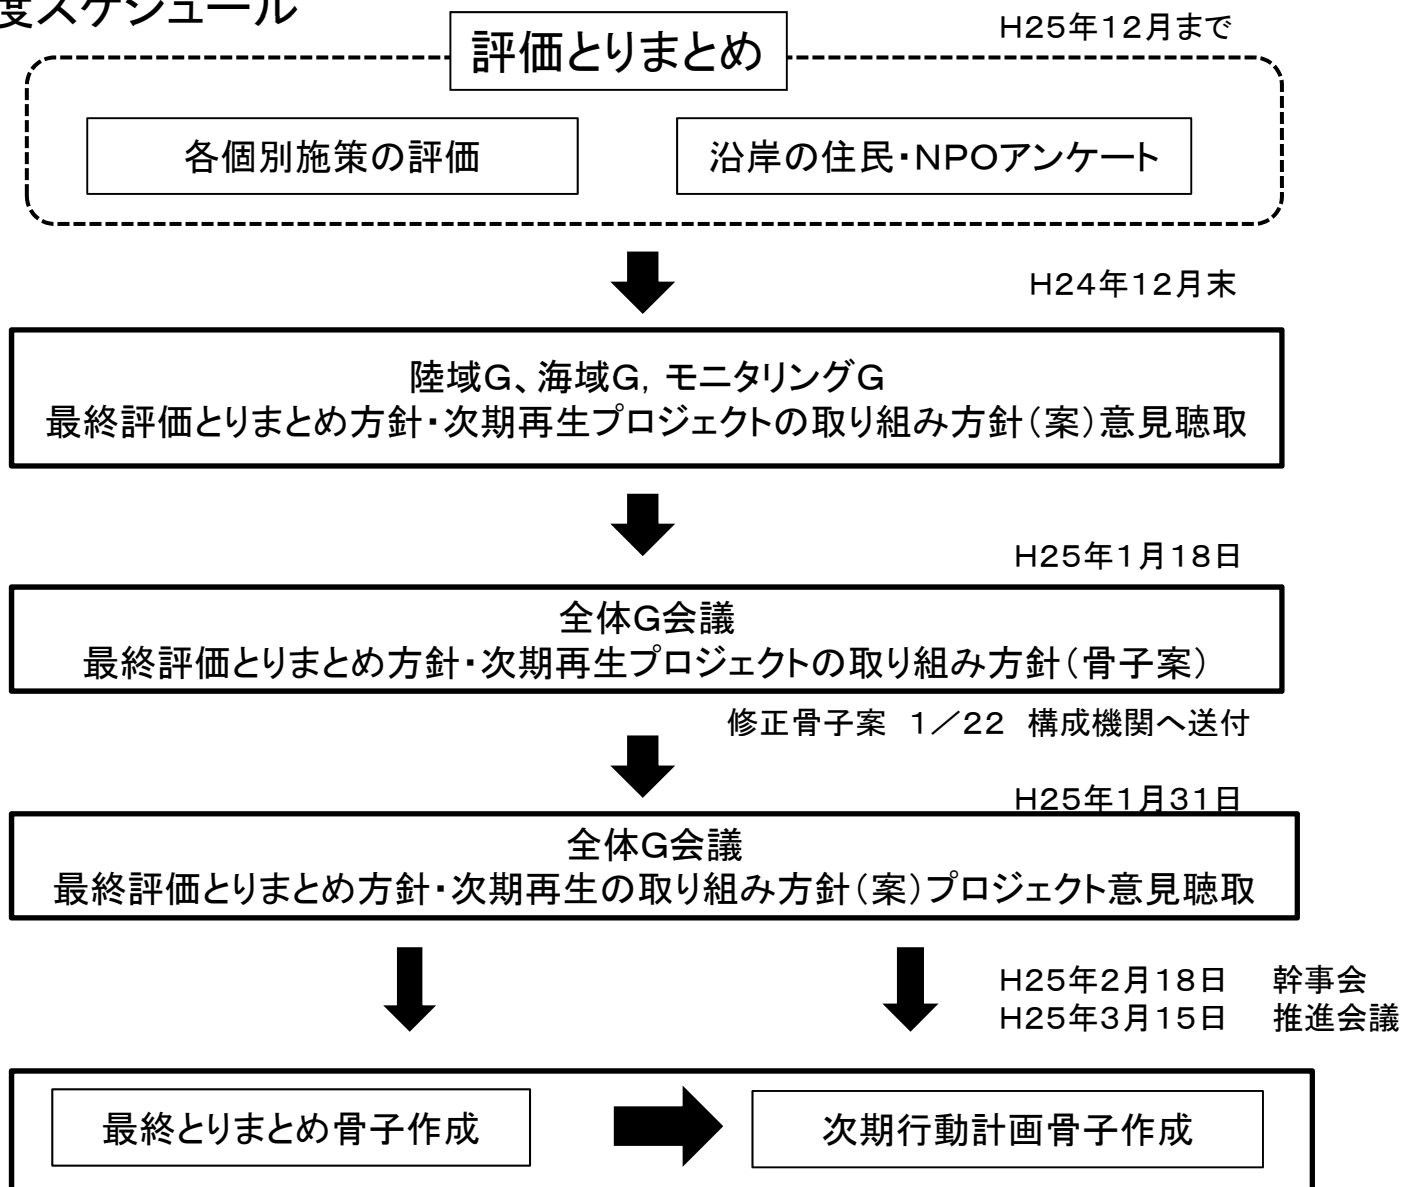 度スケジュール
H25年12月まで
評価とりまとめ
各個別施策の評価
沿岸の住民・NPOアンケート
H24年12月末
陸域G、海域G, モニタリングG
最終評価とりまとめ方針・次期再生プロジェクトの取り組み方針(案)意見聴取
H25年1月18日
全体G会議
最終評価とりまとめ方針・次期再生プロジェクトの取り組み方針(骨子案)
修正骨子案 1/22 構成機関へ送付
H25年1月31日
全体G会議
最終評価とりまとめ方針・次期再生の取り組み方針(案)プロジェクト意見聴取
H25年2月18日 幹事会
H25年3月15日 推進会議
最終とりまとめ骨子作成
次期行動計画骨子作成